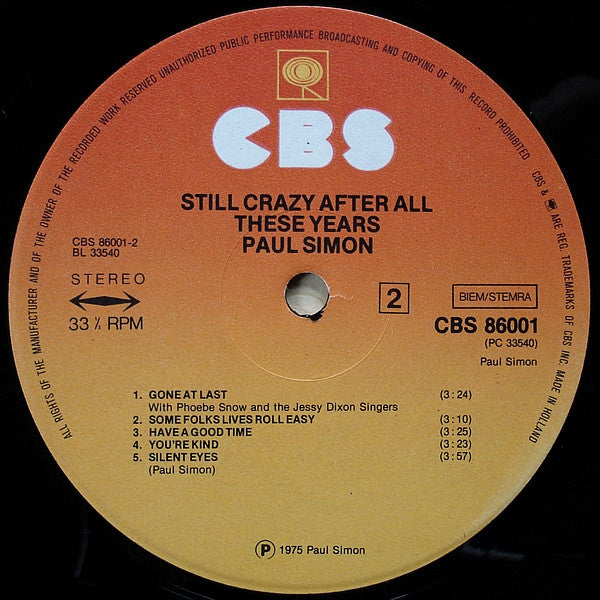 ALL RIGHTS OF THE MANUFACTURER AND OF THE OWNER OF THE RECORDED WORK RESERVED UNAUTHORIZED PUBLIC PERFORMANCE BROADCASTING AND COPYING OF THIS RECORD PROHIBITED.
CBS & ARE REG. TRADEMARKS OF CBS INC. MADE IN HOLLAND
CBS
STILL CRAZY AFTER ALL
THESE YEARS
PAUL SIMON
CBS 86001-2
BL 33540
STEREO
33 ⅓ RPM
2
BIEM/STEMRA
CBS 86001
(PC 33540)
Paul Simon
1. GONE AT LAST (3:24)
With Phoebe Snow and the Jessy Dixon Singers
2. SOME FOLKS LIVES ROLL EASY (3:10)
3. HAVE A GOOD TIME (3:25)
4. YOU'RE KIND (3:23)
5. SILENT EYES (3:57)
(Paul Simon)
Ⓟ 1975 Paul Simon